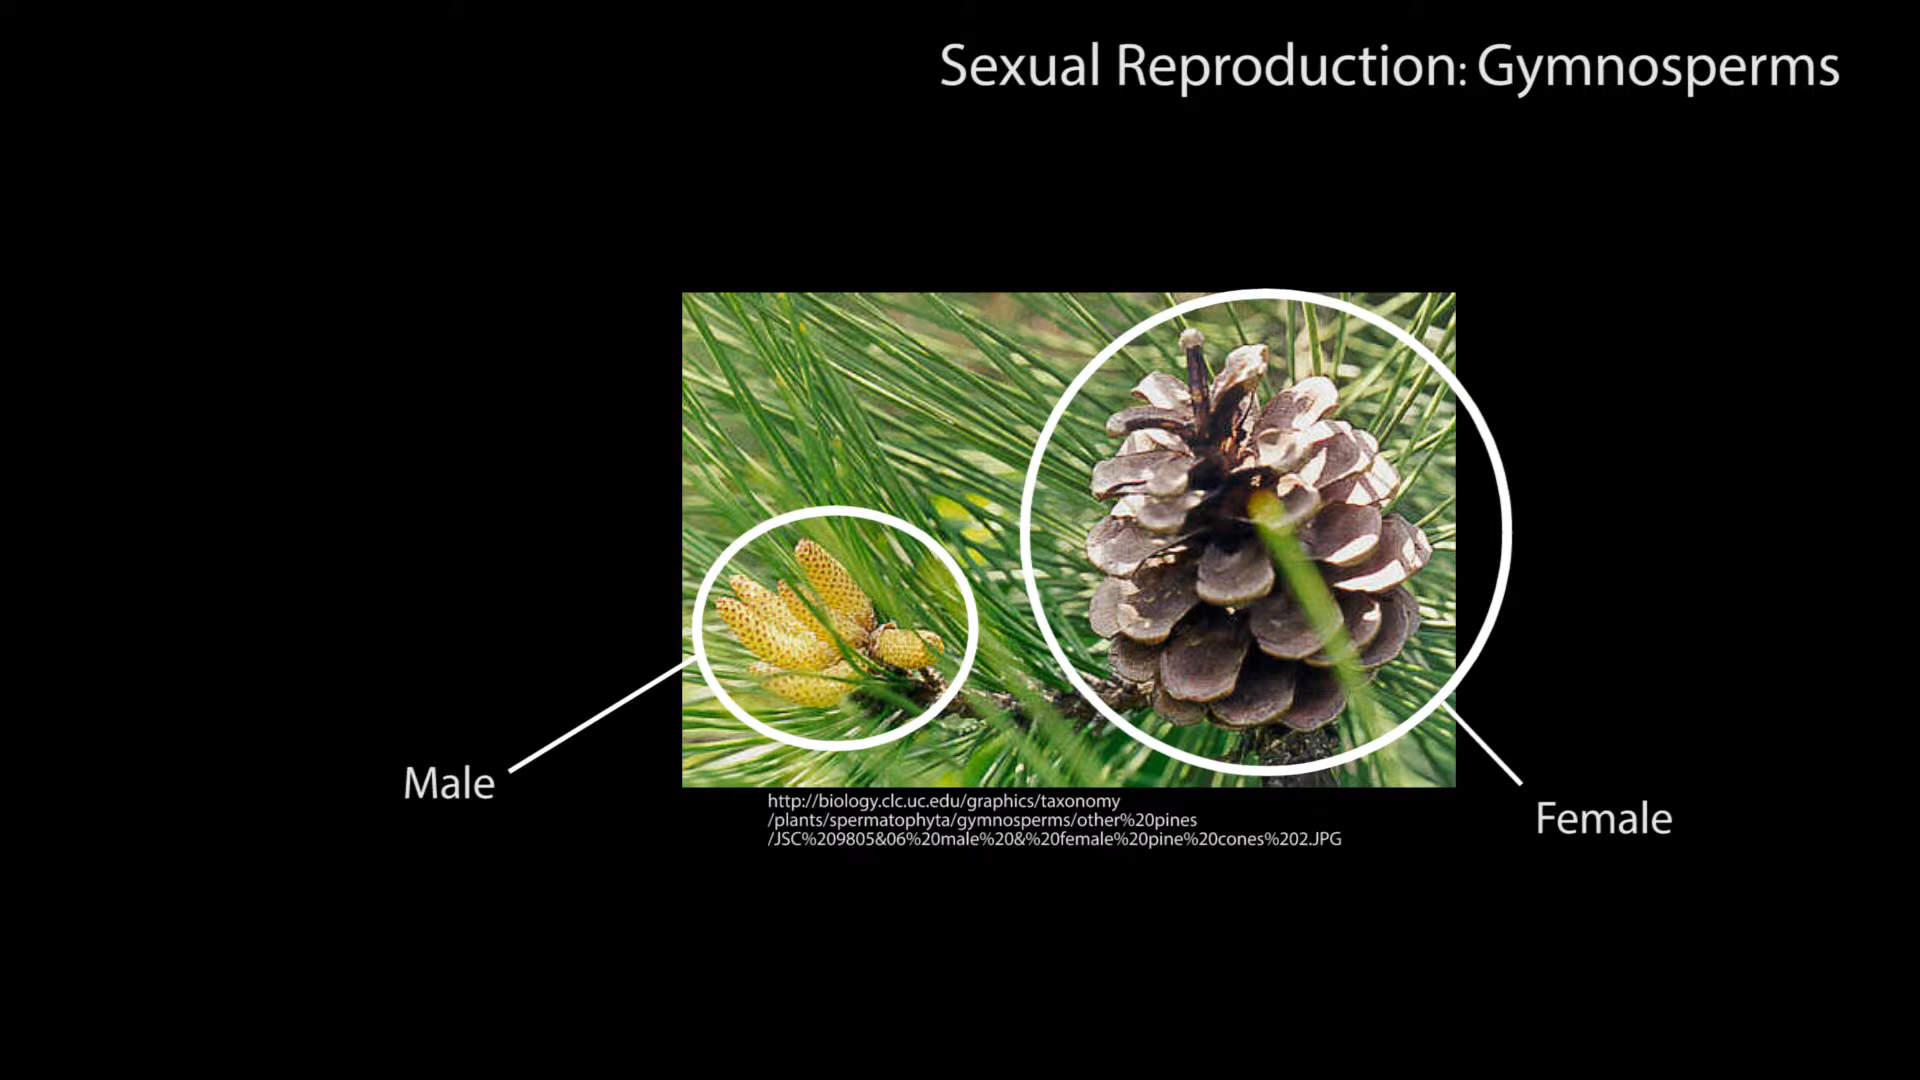 Sexual Reproduction: Gymnosperms
Male
http://biology.clc.uc.edu/graphics/taxonomy
/plants/spermatophyta/gymnosperms/other%20pines
/JSC%209805&06%20male%20&%20female%20pine%20cones%202.JPG
Female